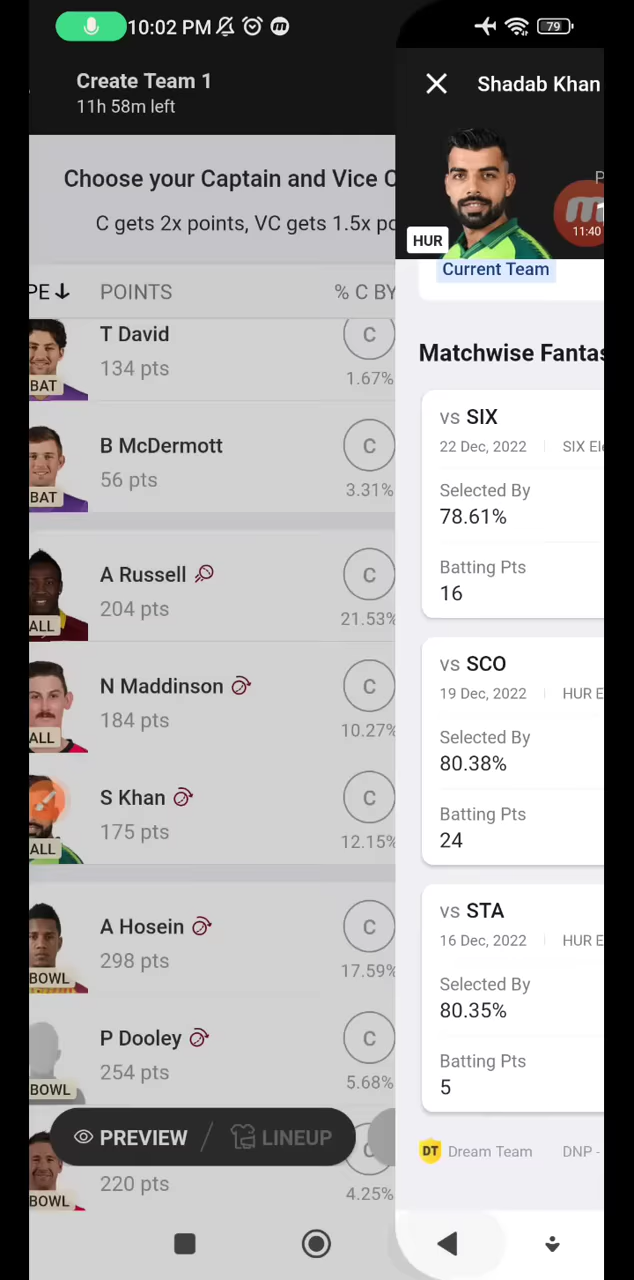 10:02 PM
79
Create Team 1
11h 58m left
Choose your Captain and Vice C
C gets 2x points, VC gets 1.5x po
PE POINTS % C BY
T David
134 pts
C
BAT
1.67%
B McDermott
56 pts
C
BAT
3.31%
A Russell
204 pts
C
ALL
21.53%
N Maddinson
184 pts
C
ALL
10.27%
S Khan
175 pts
C
ALL
12.15%
A Hosein
298 pts
C
BOWL
17.59%
P Dooley
254 pts
C
BOWL
5.68%
PREVIEW / LINEUP
C
220 pts
BOWL
4.25%
Shadab Khan
P
11:40
HUR
Current Team
Matchwise Fantas
vs SIX
22 Dec, 2022 SIX Ele
Selected By
78.61%
Batting Pts
16
vs SCO
19 Dec, 2022 HUR E
Selected By
80.38%
Batting Pts
24
vs STA
16 Dec, 2022 HUR E
Selected By
80.35%
Batting Pts
5
DT Dream Team DNP -